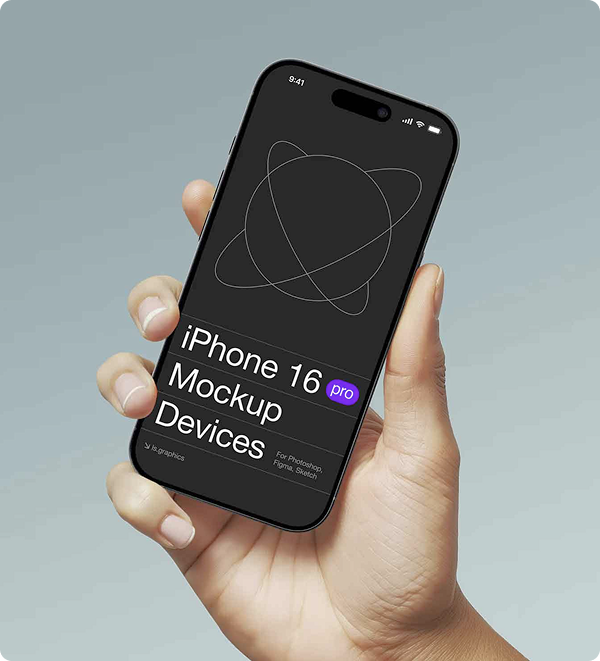 9:41
iPhone 16 pro
Mockup
Devices
ls.graphics
For Photoshop,
Figma, Sketch